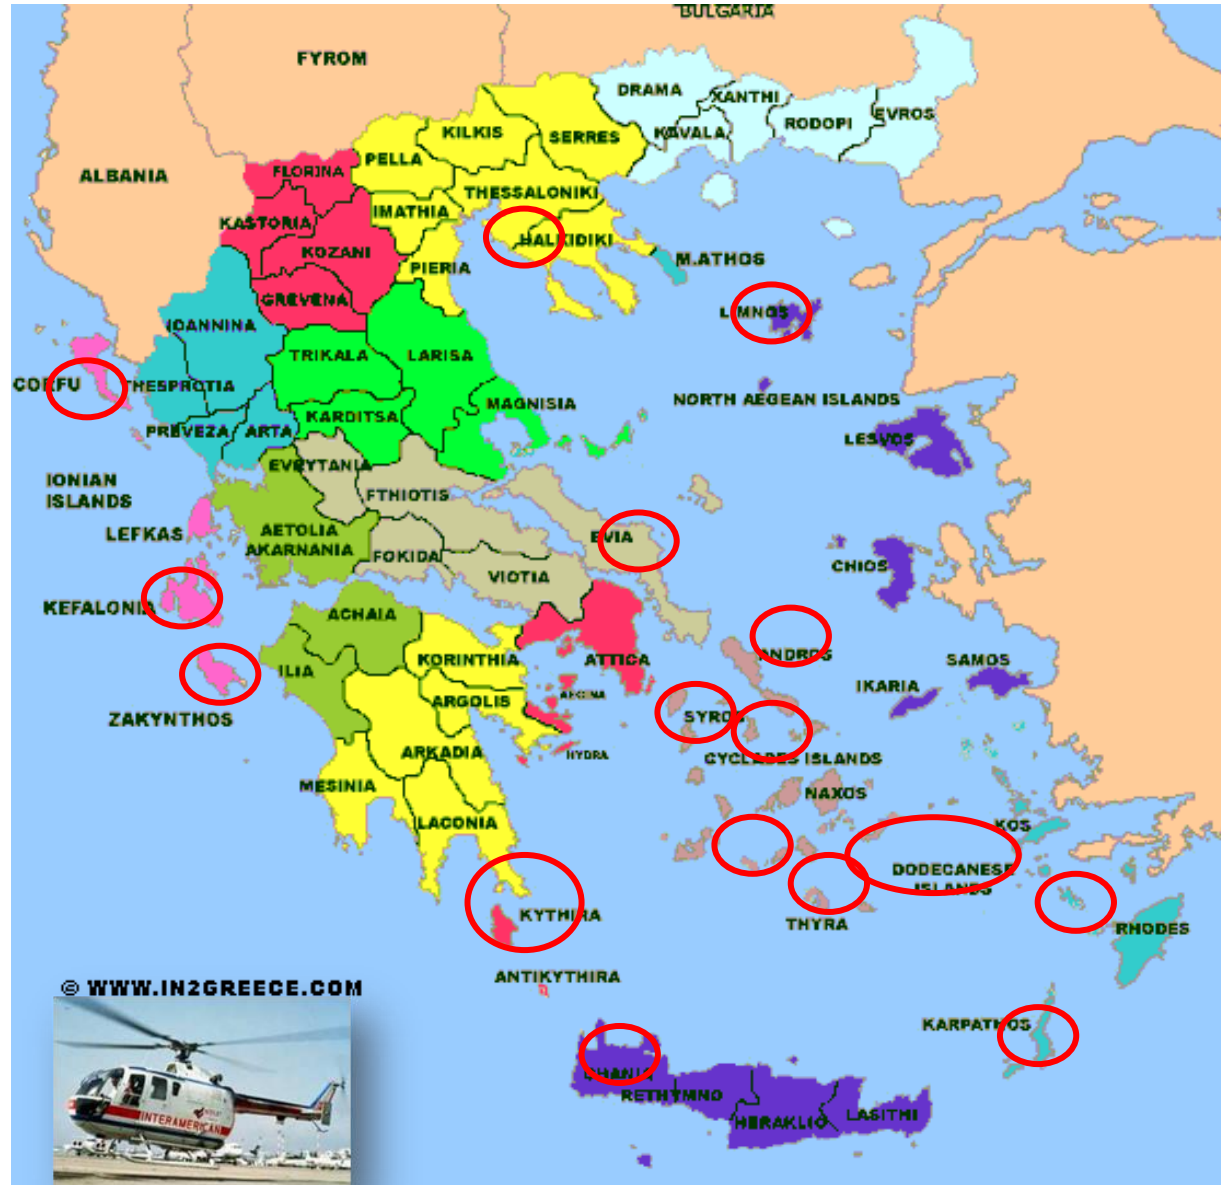 BULGARIA
FYROM
DRAMA
XANTHI
RODOPI
EVROS
KAVALA
KILKIS
SERRES
PELLA
ALBANIA
FLORINA
THESSALONIKI
IMATHIA
KASTORIA
HALKIDIKI
KOZANI
PIERIA
M.ATHOS
GREVENA
LIMNOS
IOANNINA
TRIKALA
LARISA
CORFU
THESPROTIA
MAGNISIA
NORTH AEGEAN ISLANDS
KARDITSA
PREVEZA
ARTA
LESVOS
EVRYTANIA
IONIAN
ISLANDS
FTHIOTIS
LEFKAS
AETOLIA
AKARNANIA
EVIA
FOKIDA
VIOTIA
CHIOS
KEFALONIA
ACHAIA
ANDROS
KORINTHIA
ATTICA
SAMOS
ILIA
IKARIA
AEGINA
ARGOLIS
ZAKYNTHOS
SYROS
ARKADIA
HYDRA
CYCLADES ISLANDS
MESINIA
NAXOS
LACONIA
KOS
DODECANESE
ISLANDS
KYTHIRA
THYRA
RHODES
ANTIKYTHIRA
© WWW.IN2GREECE.COM
KARPATHOS
CHANIA
RETHYMNO
HERAKLIO
LASITHI
INTERAMERICAN